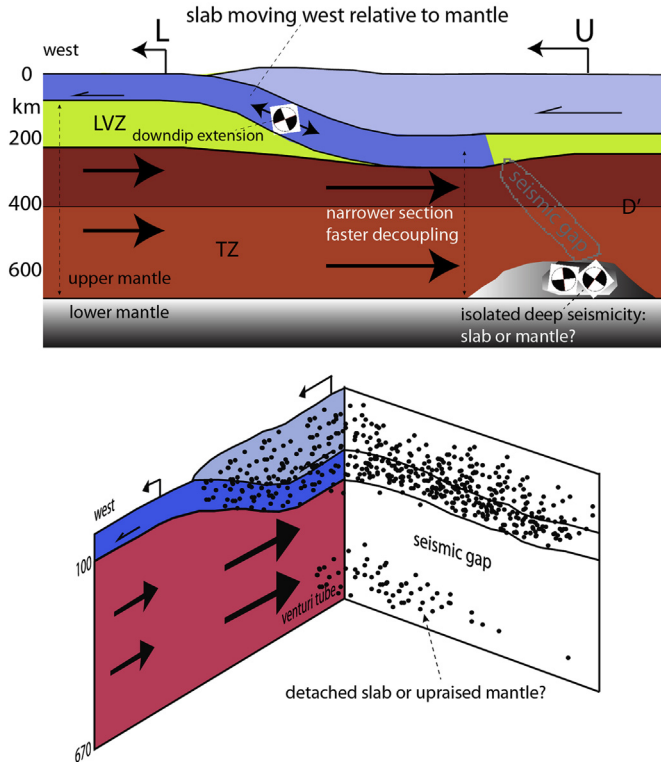 slab moving west relative to mantle
west
L
U
0
km
200
400
600
LVZ
downdip extension
seismic gap
narrower section
faster decoupling
D'
TZ
upper mantle
lower mantle
isolated deep seismicity:
slab or mantle?
west
100
670
seismic gap
venturi tube
detached slab or upraised mantle?